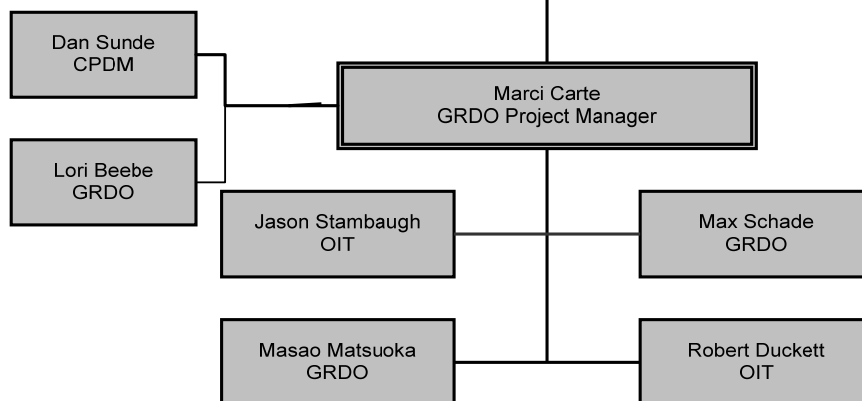 Dan Sunde
CPDM
Marci Carte
GRDO Project Manager
Lori Beebe
GRDO
Jason Stambaugh
OIT
Max Schade
GRDO
Masao Matsuoka
GRDO
Robert Duckett
OIT